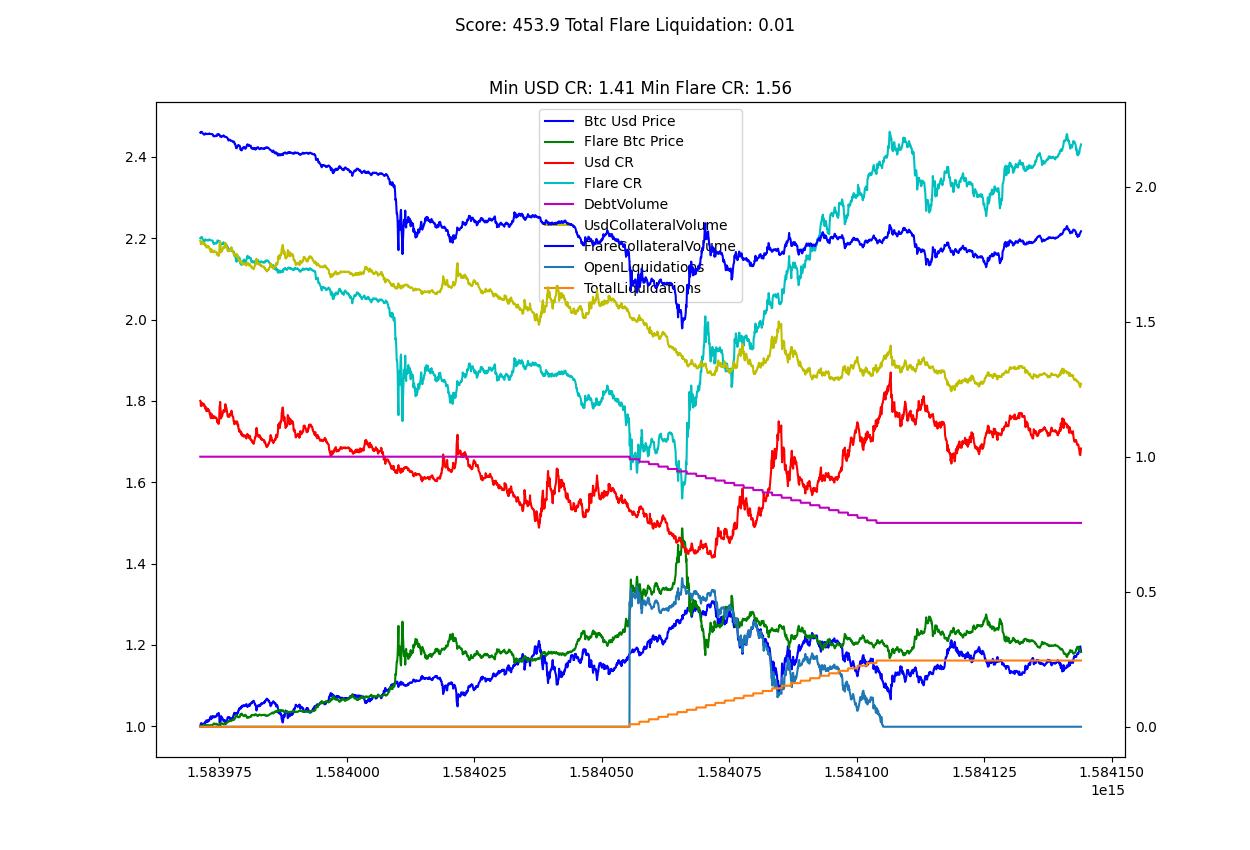 Score: 453.9 Total Flare Liquidation: 0.01
Min USD CR: 1.41 Min Flare CR: 1.56
Btc Usd Price
Flare Btc Price
Usd CR
Flare CR
DebtVolume
UsdCollateralVolume
FlareCollateralVolume
OpenLiquidations
TotalLiquidations
2.4
2.2
2.0
1.8
1.6
1.4
1.2
1.0
2.0
1.5
1.0
0.5
0.0
1.583975 1.584000 1.584025 1.584050 1.584075 1.584100 1.584125 1.584150
1e15